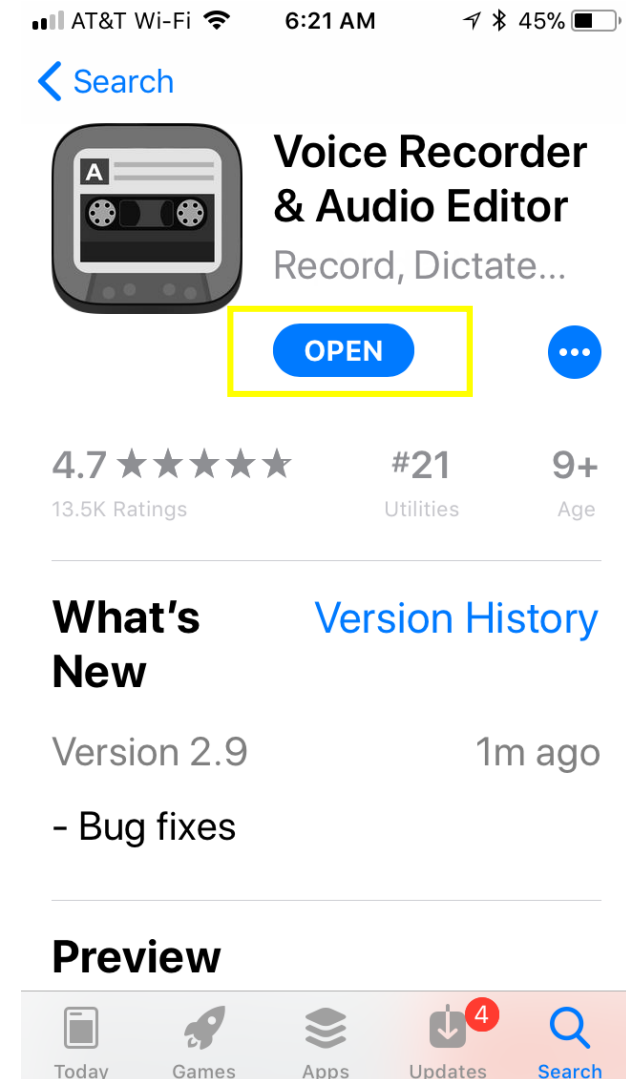 AT&T Wi-Fi 6:21 AM 45%
Search
A
Voice Recorder
& Audio Editor
Record, Dictate...
OPEN
4.7 #21 9+
13.5K Ratings Utilities Age
What's Version History
New
Version 2.9 1m ago
- Bug fixes
Preview
4
Today Games Apps Updates Search